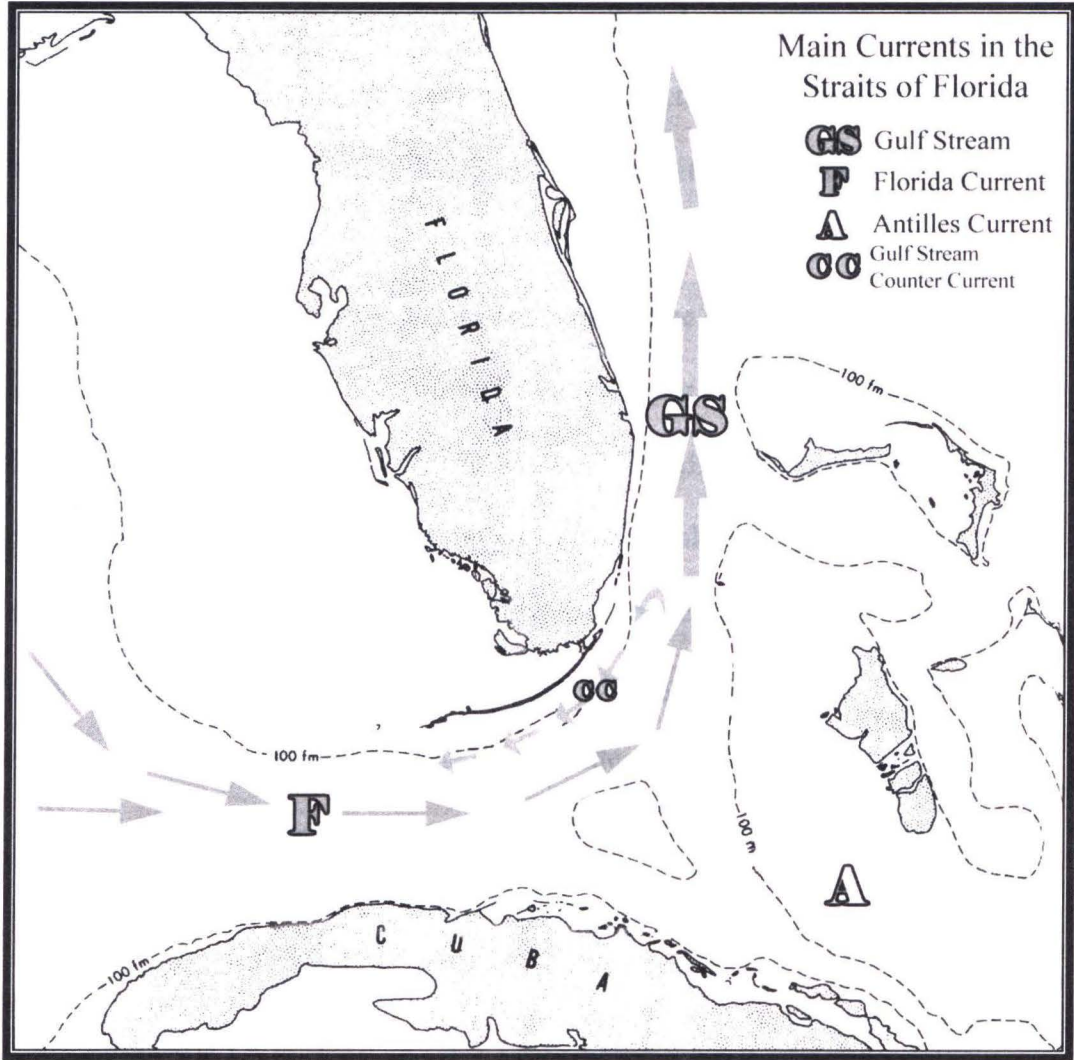 Main Currents in the
Straits of Florida
GS Gulf Stream
F Florida Current
A Antilles Current
CC Gulf Stream
Counter Current
FLORIDA
100 fm
GS
CC
100 fm
F
100 m
A
CUBA
100 fm